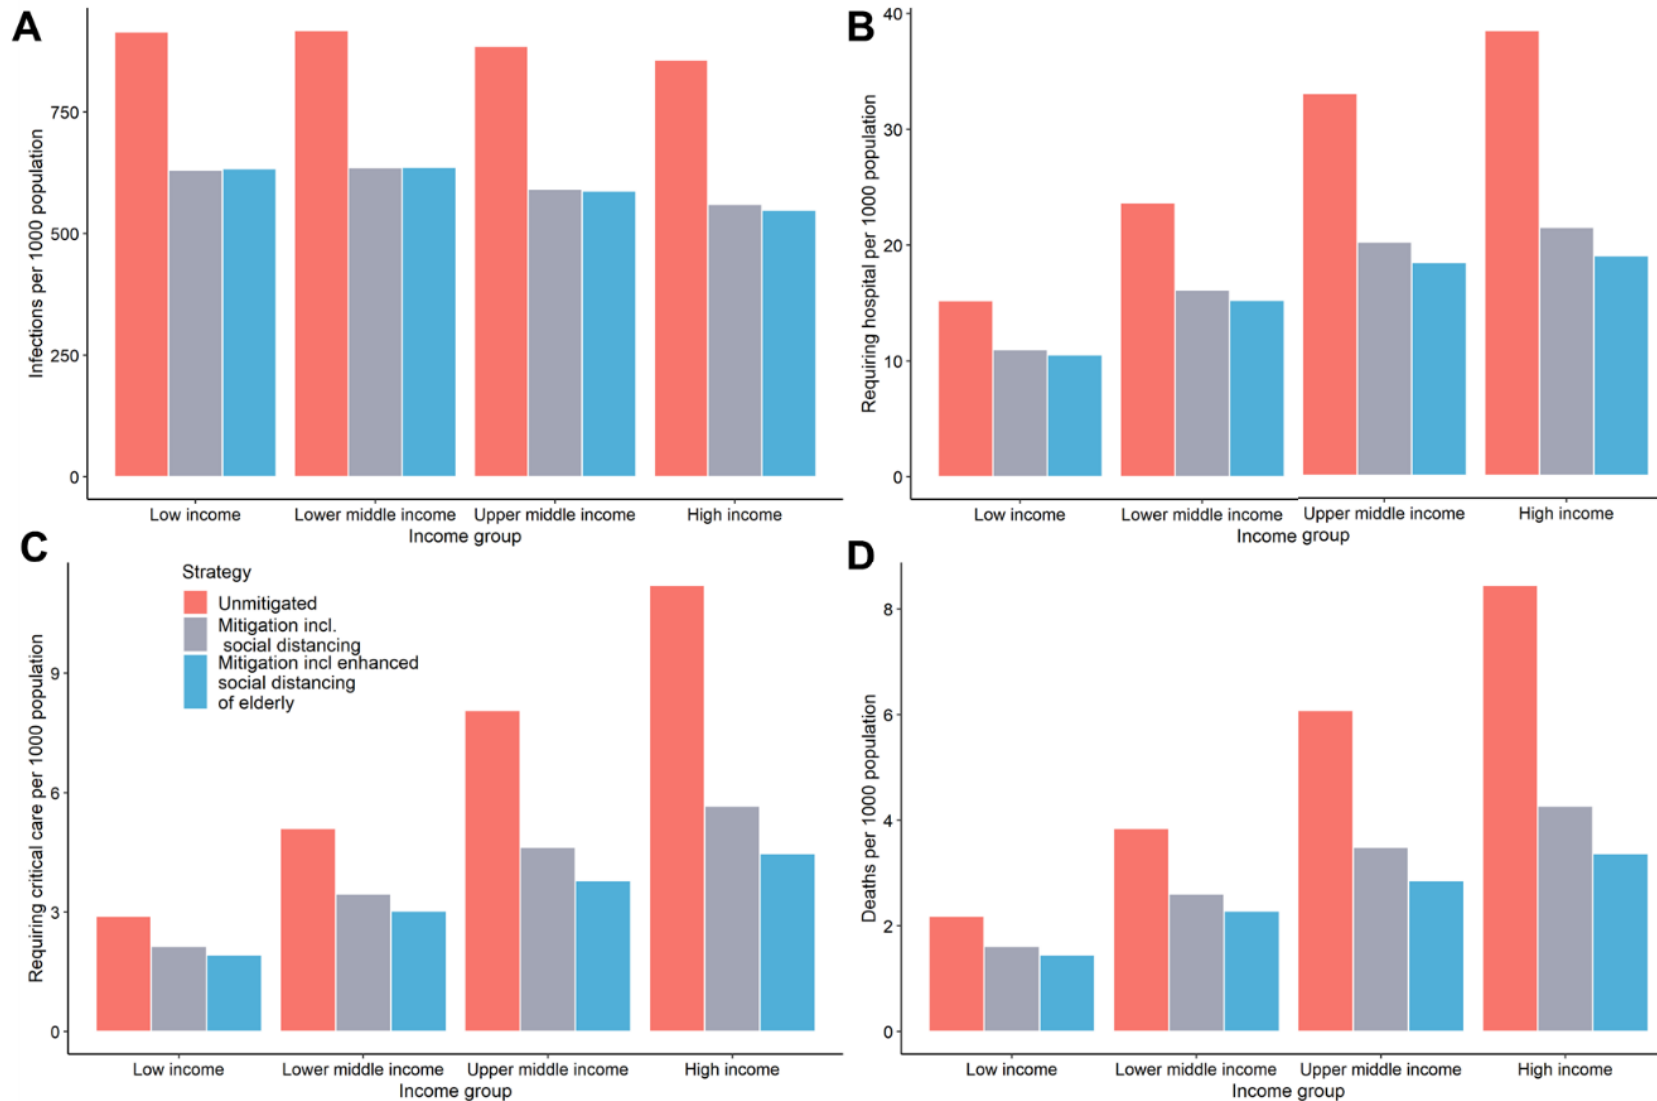 A
Infections per 1000 population
750
500
250
0
Low income
Lower middle income
Upper middle income
High income
Income group
B
Requiring hospital per 1000 population
40
30
20
10
0
Low income
Lower middle income
Upper middle income
High income
Income group
C
Requiring critical care per 1000 population
9
6
3
0
Strategy
Unmitigated
Mitigation incl.
social distancing
Mitigation incl enhanced
social distancing
of elderly
Low income
Lower middle income
Upper middle income
High income
Income group
D
Deaths per 1000 population
8
6
4
2
0
Low income
Lower middle income
Upper middle income
High income
Income group